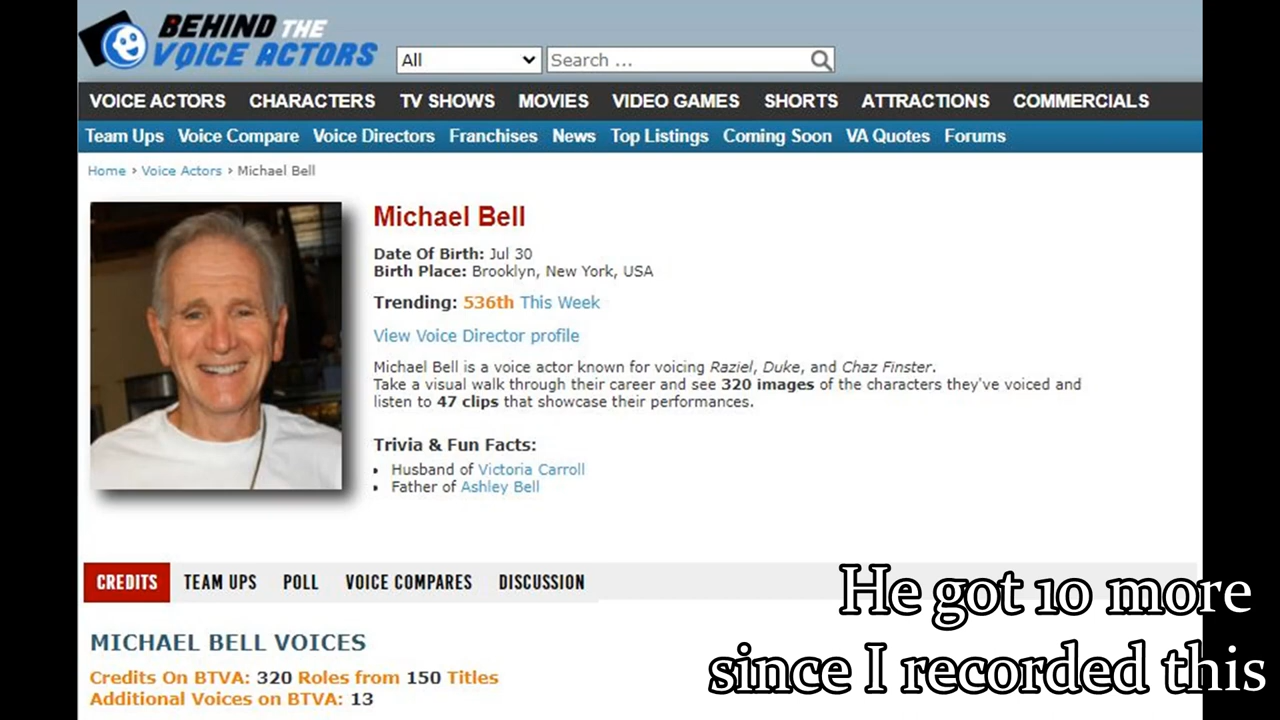 BEHIND THE
VOICE ACTORS
All
Search ...
VOICE ACTORS CHARACTERS TV SHOWS MOVIES VIDEO GAMES SHORTS ATTRACTIONS COMMERCIALS
Team Ups Voice Compare Voice Directors Franchises News Top Listings Coming Soon VA Quotes Forums
Home › Voice Actors › Michael Bell
Michael Bell
Date Of Birth: Jul 30
Birth Place: Brooklyn, New York, USA
Trending: 536th This Week
View Voice Director profile
Michael Bell is a voice actor known for voicing Raziel, Duke, and Chaz Finster.
Take a visual walk through their career and see 320 images of the characters they've voiced and
listen to 47 clips that showcase their performances.
Trivia & Fun Facts:
• Husband of Victoria Carroll
• Father of Ashley Bell
CREDITS TEAM UPS POLL VOICE COMPARES DISCUSSION
MICHAEL BELL VOICES
Credits On BTVA: 320 Roles from 150 Titles
Additional Voices on BTVA: 13
He got 10 more
since I recorded this